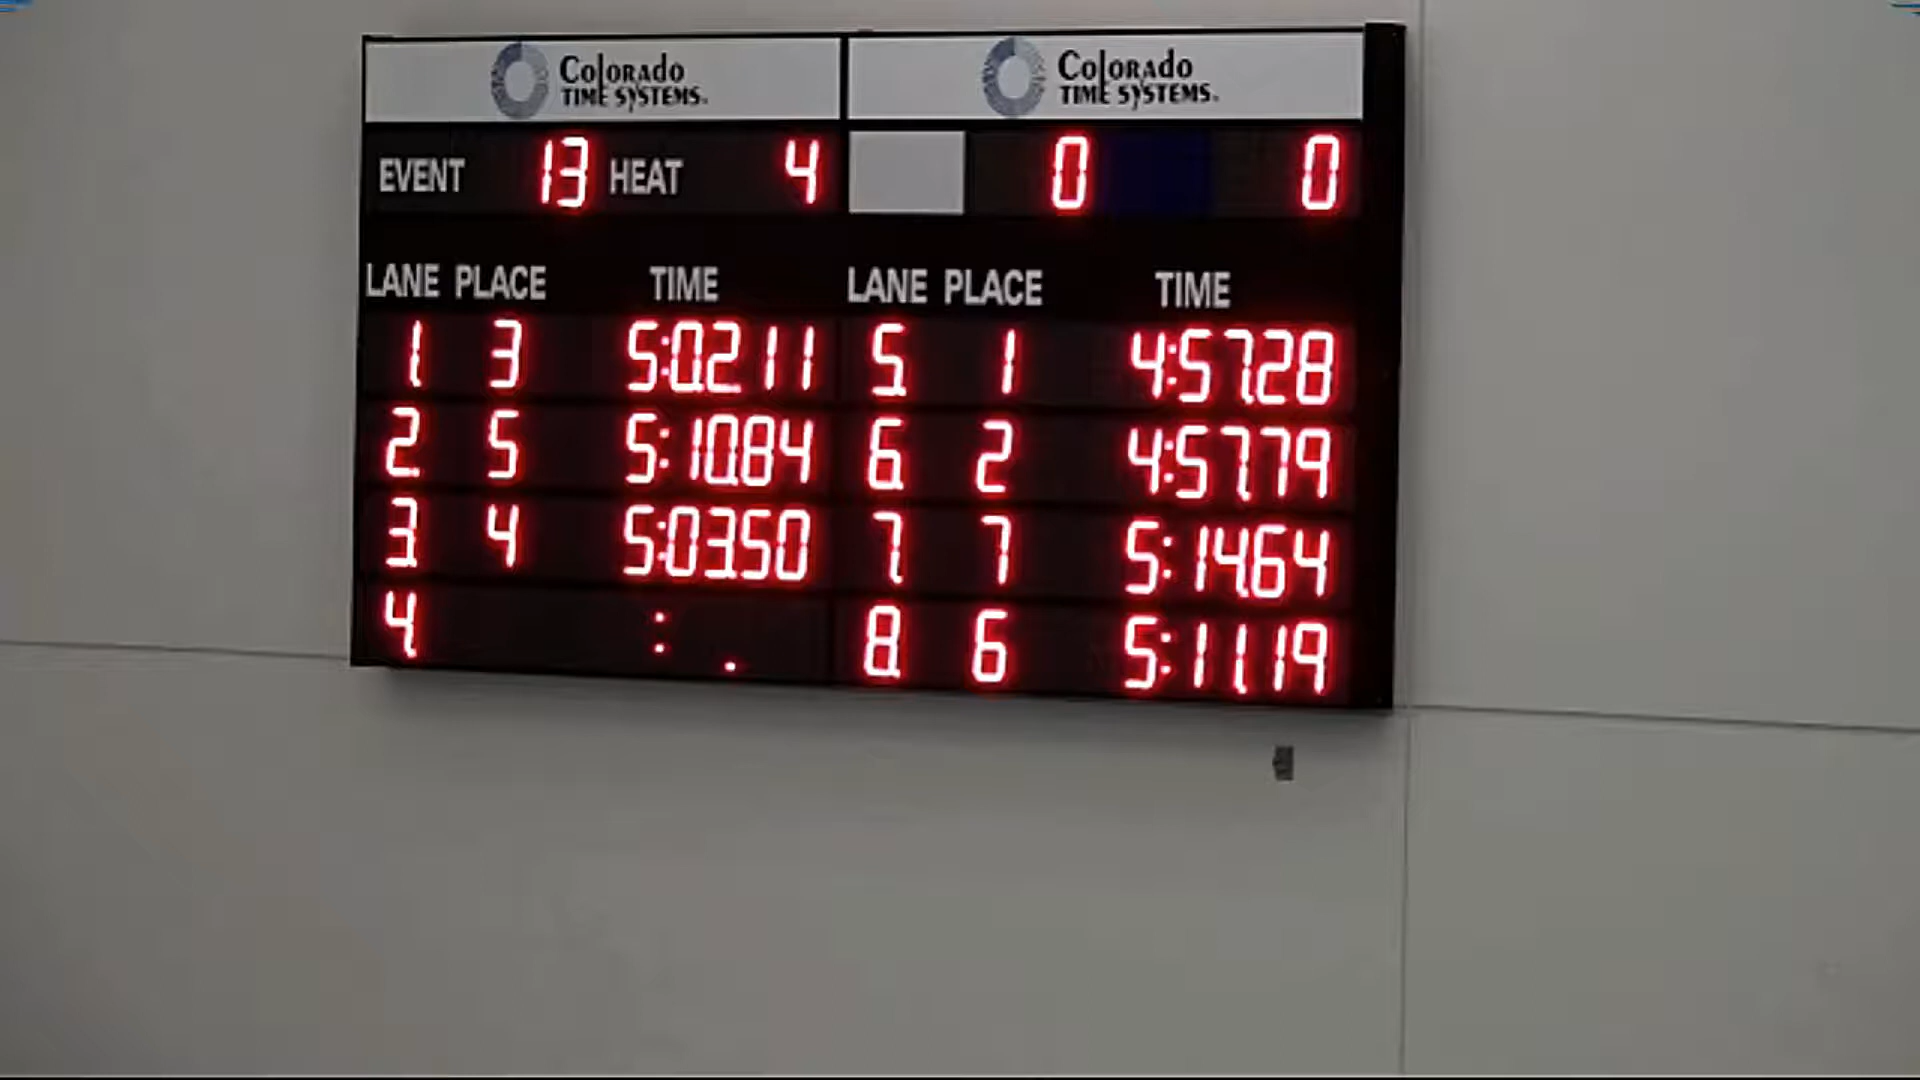 Colorado TIME SYSTEMS. Colorado TIME SYSTEMS.
EVENT 13 HEAT 4 0 0
LANE PLACE TIME LANE PLACE TIME
1. 3 5:02.11 5. 1 4:57.28
2. 5 5:10.84 6. 2 4:57.79
3. 4 5:03.50 7. 7 5:14.64
4. : . 8. 6 5:11.19